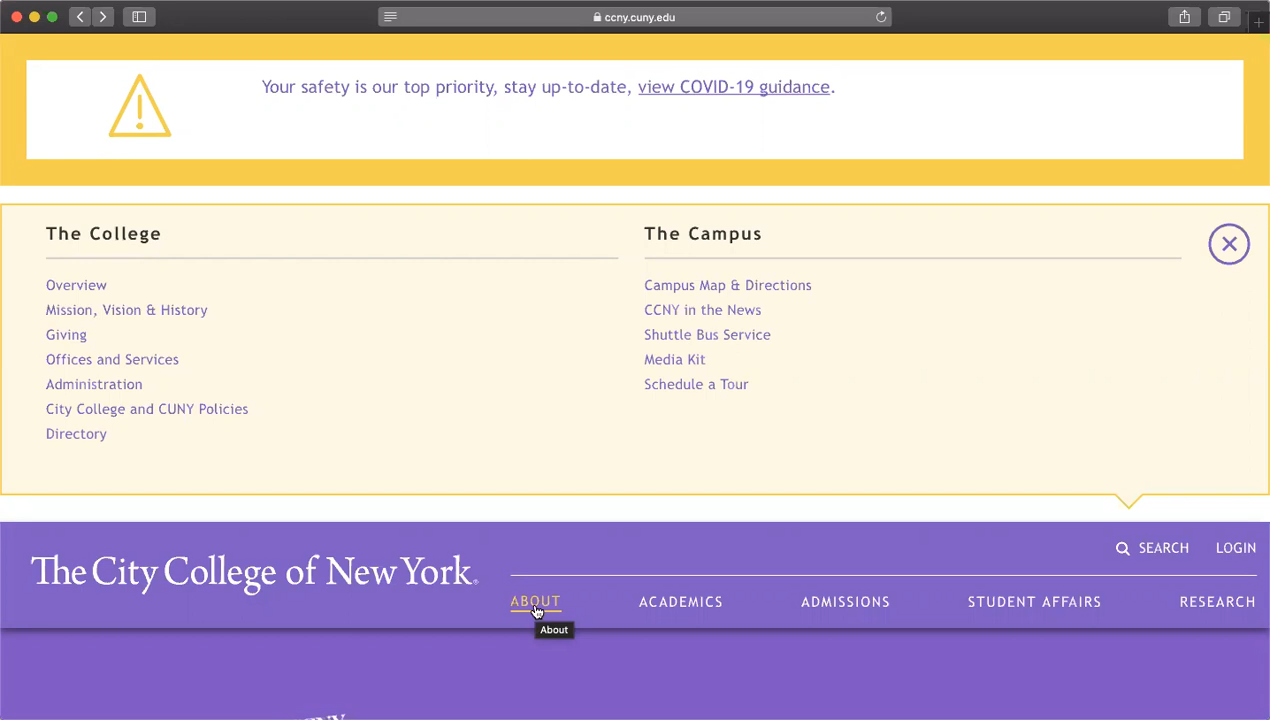 ccny.cuny.edu
Your safety is our top priority, stay up-to-date, view COVID-19 guidance.
The College
Overview
Mission, Vision & History
Giving
Offices and Services
Administration
City College and CUNY Policies
Directory
The Campus
Campus Map & Directions
CCNY in the News
Shuttle Bus Service
Media Kit
Schedule a Tour
SEARCH LOGIN
The City College of New York®
ABOUT ACADEMICS ADMISSIONS STUDENT AFFAIRS RESEARCH
About